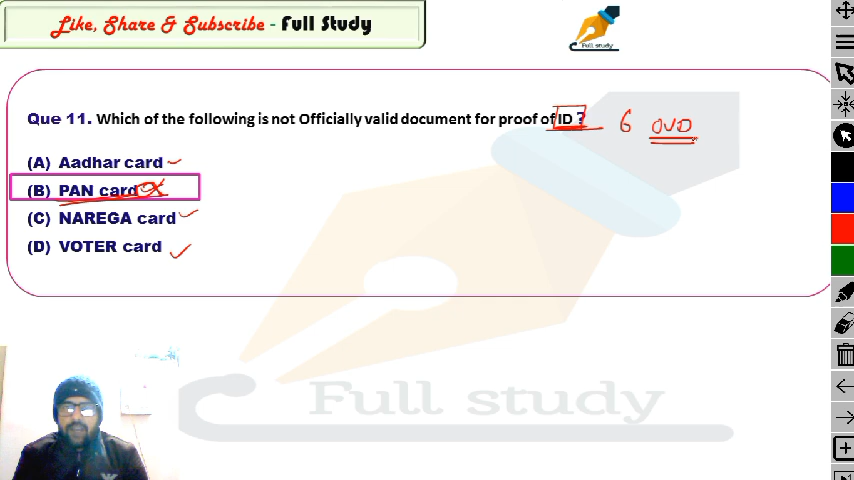 Like, Share & Subscribe - Full Study
Full study
Que 11. Which of the following is not Officially valid document for proof of ID ? 6 OVD
(A) Aadhar card
(B) PAN card
(C) NAREGA card
(D) VOTER card
Full study